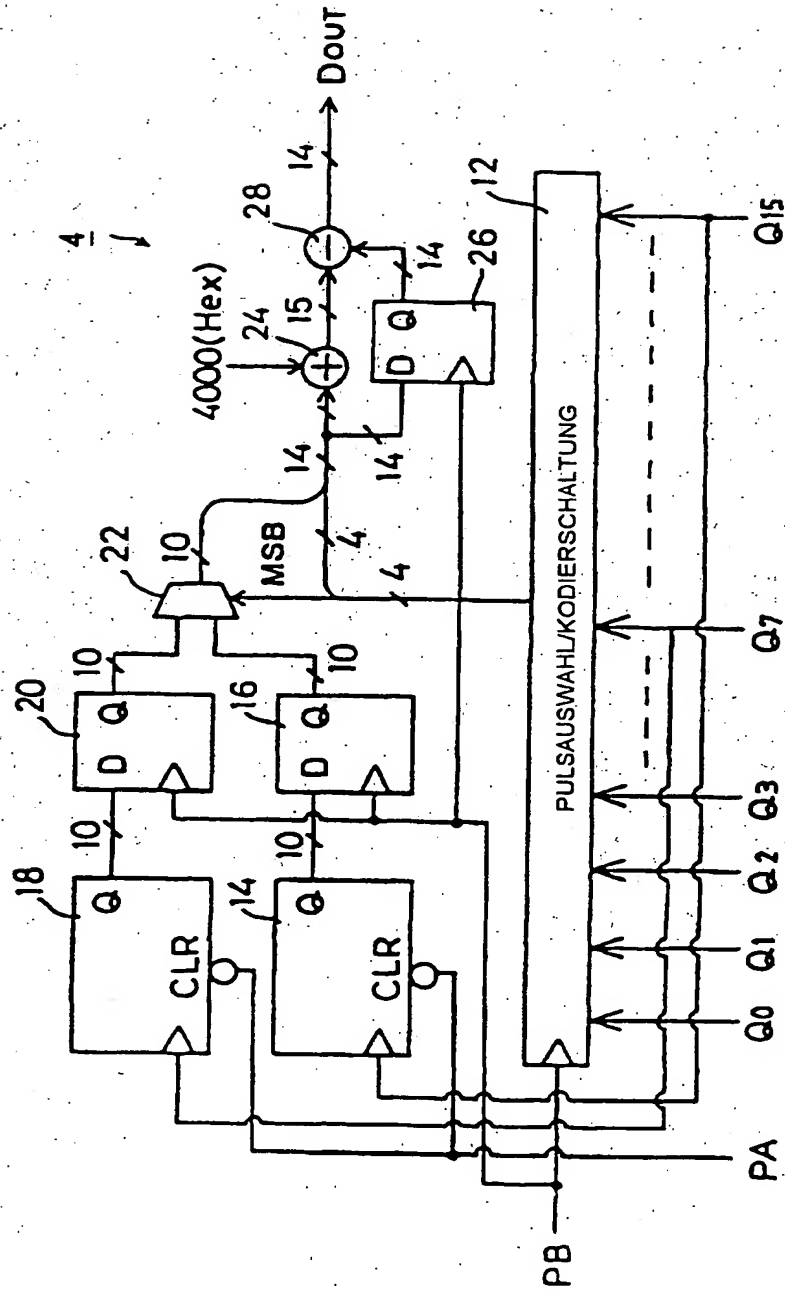 4
4000(Hex)
24
15
28
14
DOUT
14
14
14
D
Q
26
22
10
MSB
4
4
20
D
Q
10
16
D
Q
10
18
Q
10
CLR
14
Q
10
CLR
12
PULSAUSWAHL/KODIERSCHALTUNG
PB
PA
Q0
Q1
Q2
Q3
Q7
Q15